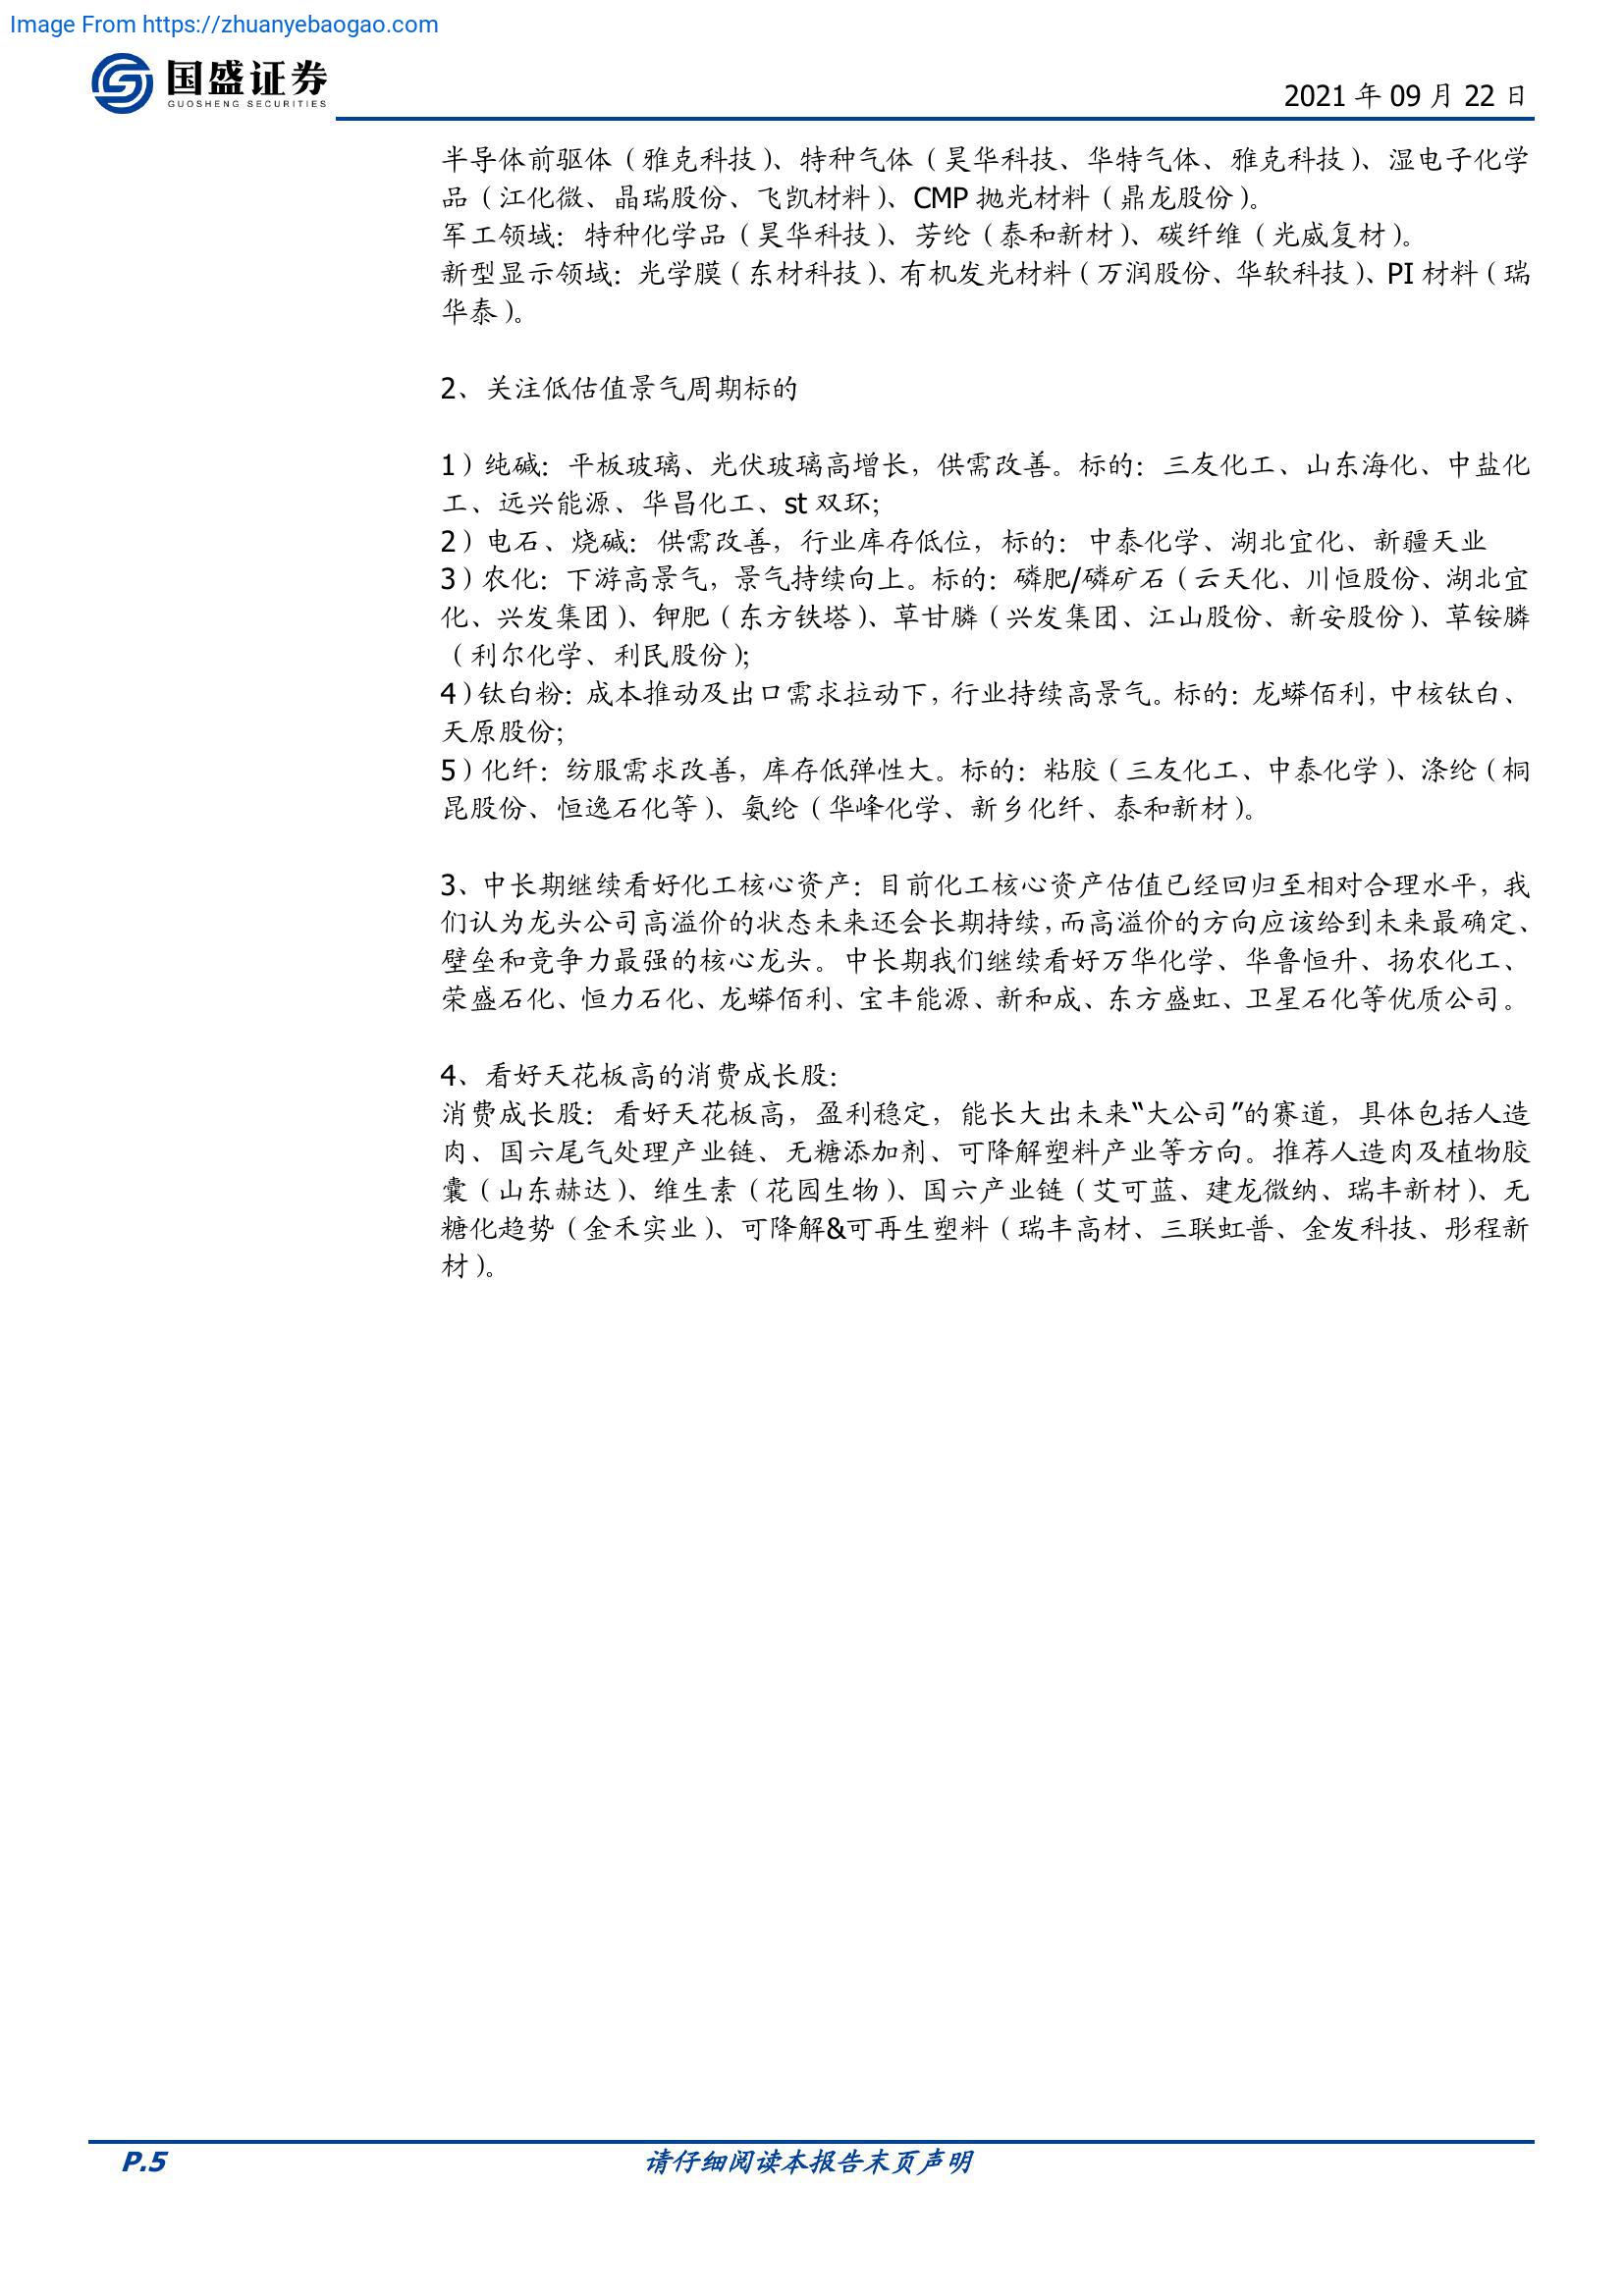 Image From https://zhuanyebaogao.com
国盛证券
GUOSHENG SECURITIES
2021 年 09 月 22 日
半导体前驱体（雅克科技）、特种气体（昊华科技、华特气体、雅克科技）、湿电子化学
品（江化微、晶瑞股份、飞凯材料）、CMP 抛光材料（鼎龙股份）。
军工领域：特种化学品（昊华科技）、芳纶（泰和新材）、碳纤维（光威复材）。
新型显示领域：光学膜（东材科技）、有机发光材料（万润股份、华软科技）、PI 材料（瑞
华泰）。
2、关注低估值景气周期标的
1）纯碱：平板玻璃、光伏玻璃高增长，供需改善。标的：三友化工、山东海化、中盐化
工、远兴能源、华昌化工、st 双环；
2）电石、烧碱：供需改善，行业库存低位，标的：中泰化学、湖北宜化、新疆天业
3）农化：下游高景气，景气持续向上。标的：磷肥/磷矿石（云天化、川恒股份、湖北宜
化、兴发集团）、钾肥（东方铁塔）、草甘膦（兴发集团、江山股份、新安股份）、草铵膦
（利尔化学、利民股份）；
4）钛白粉：成本推动及出口需求拉动下，行业持续高景气。标的：龙蟒佰利，中核钛白、
天原股份；
5）化纤：纺服需求改善，库存低弹性大。标的：粘胶（三友化工、中泰化学）、涤纶（桐
昆股份、恒逸石化等）、氨纶（华峰化学、新乡化纤、泰和新材）。
3、中长期继续看好化工核心资产：目前化工核心资产估值已经回归至相对合理水平，我
们认为龙头公司高溢价的状态未来还会长期持续，而高溢价的方向应该给到未来最确定、
壁垒和竞争力最强的核心龙头。中长期我们继续看好万华化学、华鲁恒升、扬农化工、
荣盛石化、恒力石化、龙蟒佰利、宝丰能源、新和成、东方盛虹、卫星石化等优质公司。
4、看好天花板高的消费成长股：
消费成长股：看好天花板高，盈利稳定，能长大出未来“大公司”的赛道，具体包括人造
肉、国六尾气处理产业链、无糖添加剂、可降解塑料产业等方向。推荐人造肉及植物胶
囊（山东赫达）、维生素（花园生物）、国六产业链（艾可蓝、建龙微纳、瑞丰新材）、无
糖化趋势（金禾实业）、可降解&可再生塑料（瑞丰高材、三联虹普、金发科技、彤程新
材）。
P.5
请仔细阅读本报告末页声明